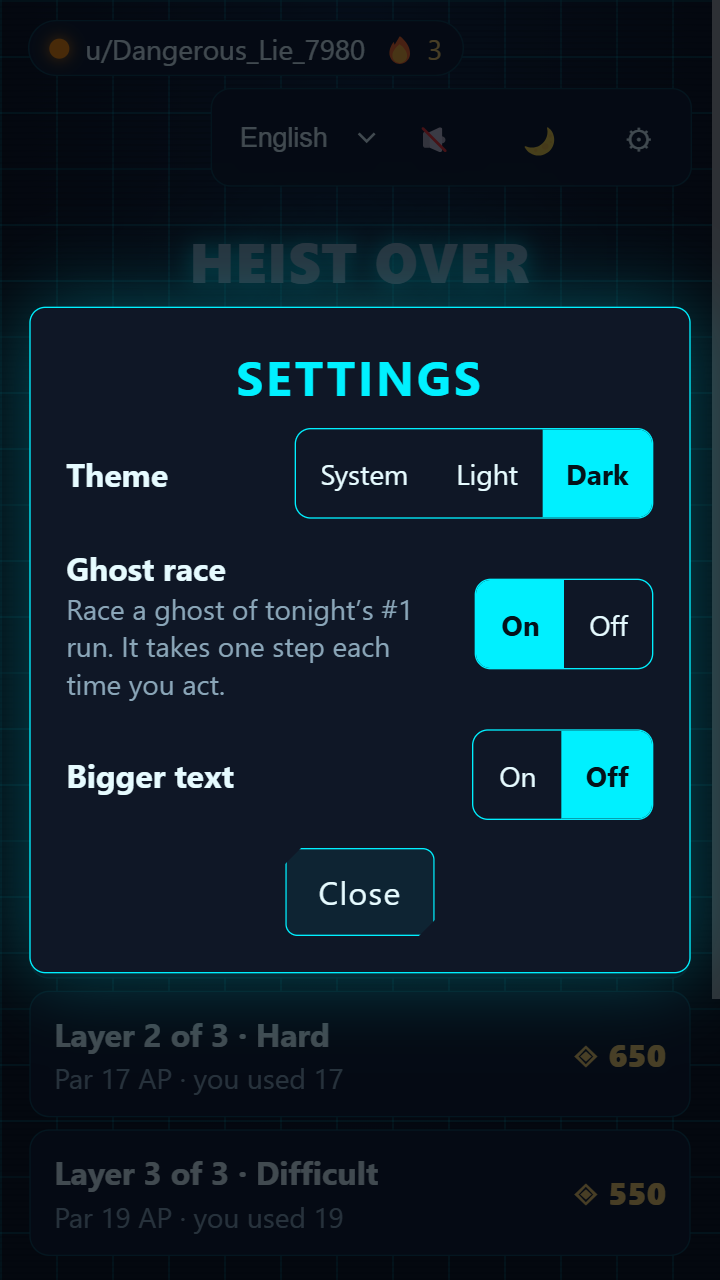 u/Dangerous_Lie_7980 🔥 3
English
HEIST OVER
SETTINGS
Theme System Light Dark
Ghost race
Race a ghost of tonight’s #1
run. It takes one step each
time you act.
On Off
Bigger text On Off
Close
Layer 2 of 3 · Hard
Par 17 AP · you used 17
650
Layer 3 of 3 · Difficult
Par 19 AP · you used 19
550